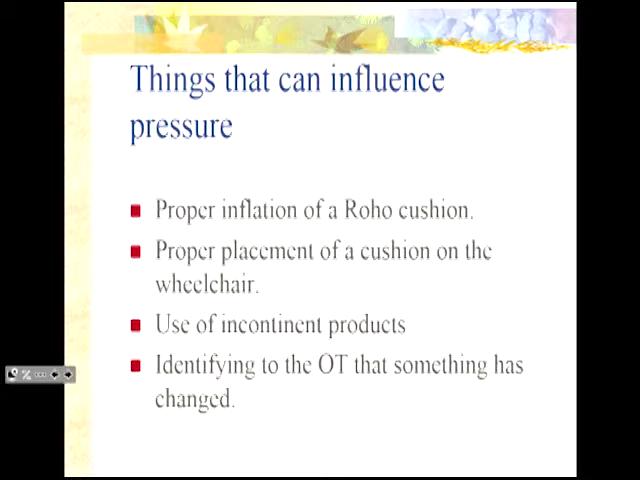 Things that can influence
pressure
Proper inflation of a Roho cushion.
Proper placement of a cushion on the
wheelchair.
Use of incontinent products
Identifying to the OT that something has
changed.